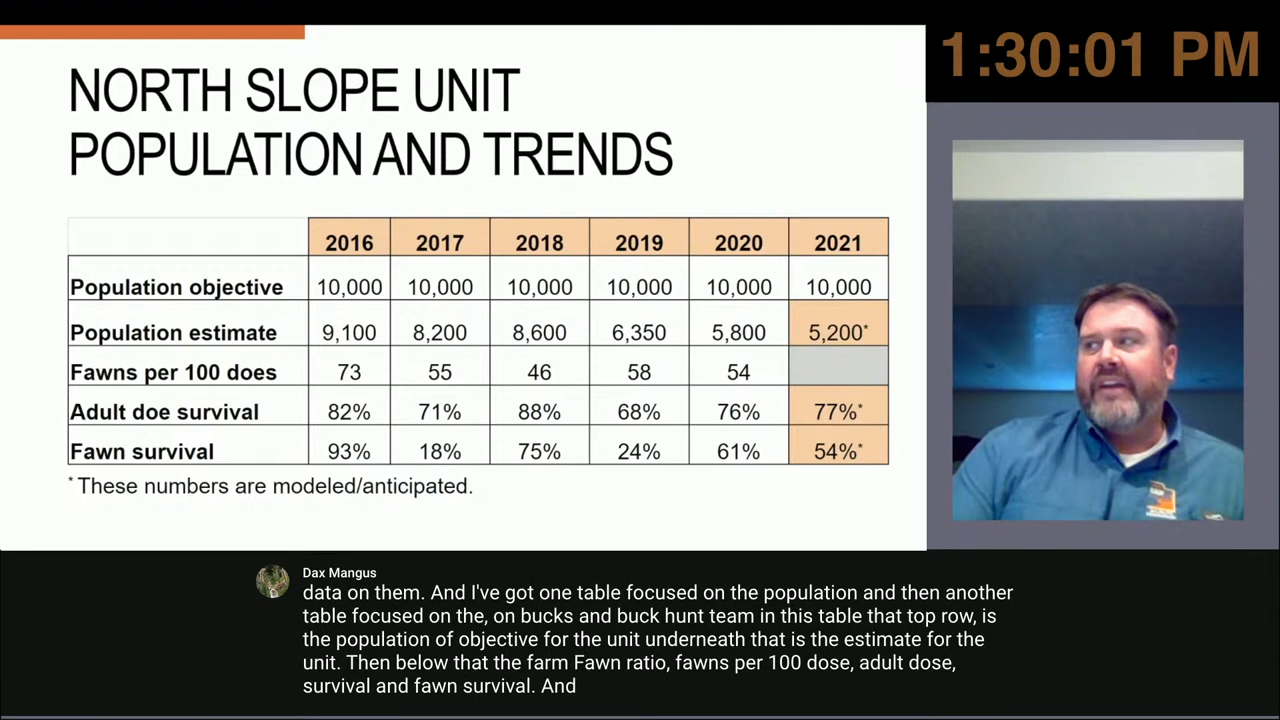 1:30:01 PM
NORTH SLOPE UNIT
POPULATION AND TRENDS
2016 2017 2018 2019 2020 2021
Population objective 10,000 10,000 10,000 10,000 10,000 10,000
Population estimate 9,100 8,200 8,600 6,350 5,800 5,200*
Fawns per 100 does 73 55 46 58 54
Adult doe survival 82% 71% 88% 68% 76% 77%*
Fawn survival 93% 18% 75% 24% 61% 54%*
* These numbers are modeled/anticipated.
Dax Mangus
data on them. And I've got one table focused on the population and then another
table focused on the, on bucks and buck hunt team in this table that top row, is
the population of objective for the unit underneath that is the estimate for the
unit. Then below that the farm Fawn ratio, fawns per 100 dose, adult dose,
survival and fawn survival. And